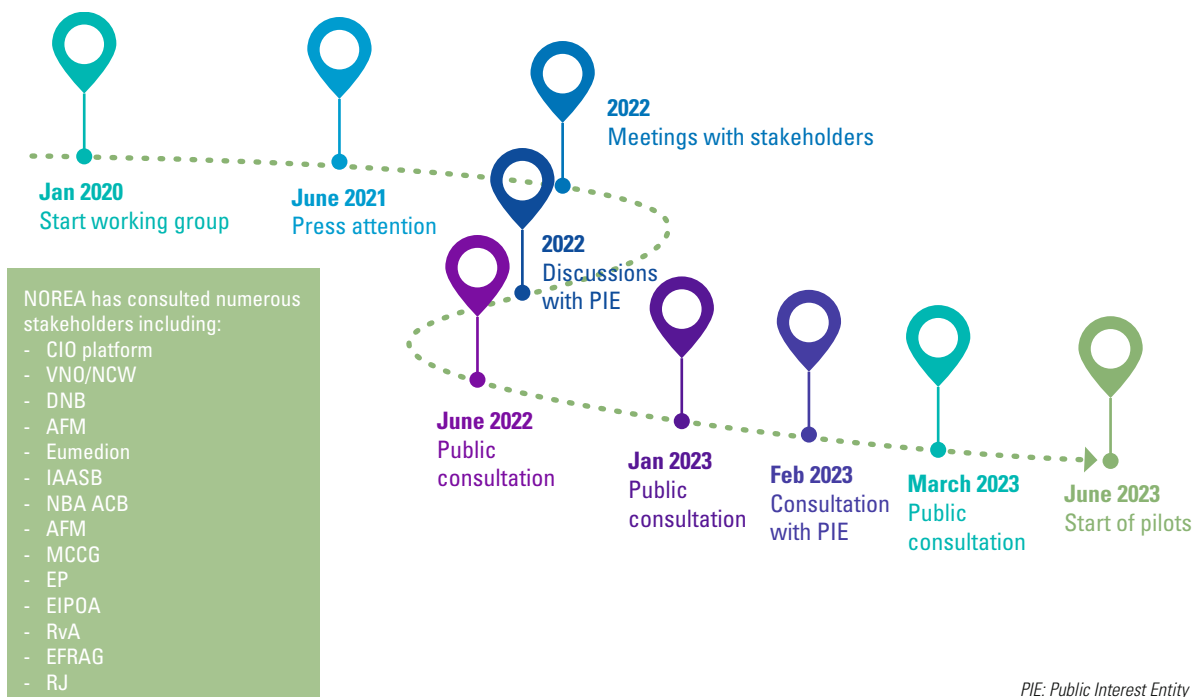 2022
Meetings with stakeholders
Jan 2020
Start working group
June 2021
Press attention
2022
Discussions
with PIE
NOREA has consulted numerous
stakeholders including:
- CIO platform
- VNO/NCW
- DNB
- AFM
- Eumedion
- IAASB
- NBA ACB
- AFM
- MCCG
- EP
- EIPOA
- RvA
- EFRAG
- RJ
June 2022
Public
consultation
Jan 2023
Public
consultation
Feb 2023
Consultation
with PIE
March 2023
Public
consultation
June 2023
Start of pilots
PIE: Public Interest Entity